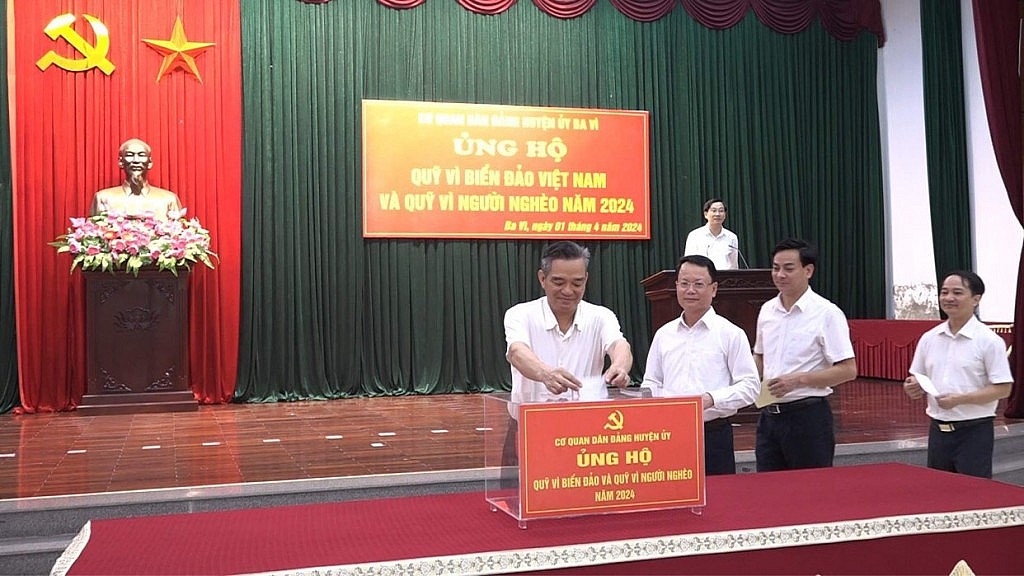 CƠ QUAN DÂN ĐẢNG HUYỆN ỦY BA VÌ
ỦNG HỘ
QUỸ VÌ BIỂN ĐẢO VIỆT NAM
VÀ QUỸ VÌ NGƯỜI NGHÈO NĂM 2024
Ba Vì, ngày 01 tháng 4 năm 2024
CƠ QUAN DÂN ĐẢNG HUYỆN ỦY
ỦNG HỘ
QUỸ VÌ BIỂN ĐẢO VÀ QUỸ VÌ NGƯỜI NGHÈO
NĂM 2024